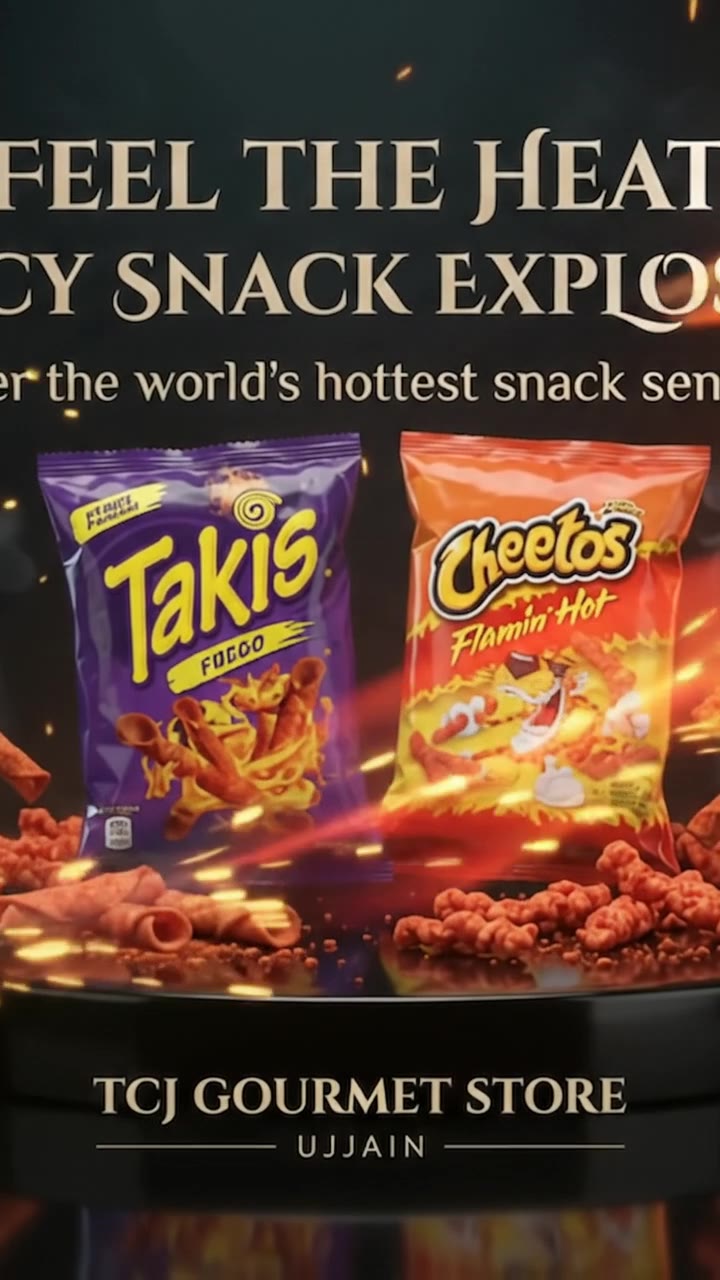 FEEL THE HEAT
CY SNACK EXPLOS
er the world's hottest snack sen
Takis
FUEGO
Cheetos
Flamin' Hot
TCJ GOURMET STORE
UJJAIN